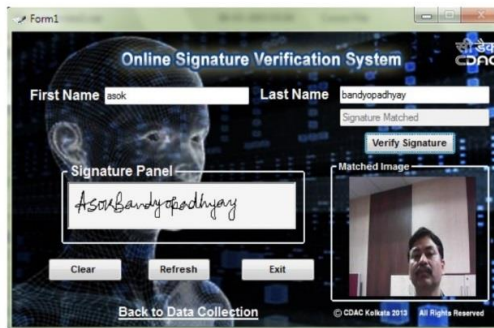 Form1
Online Signature Verification System
सी डैक
CDAC
First Name asok Last Name bandyopadhyay
Signature Matched
Verify Signature
Signature Panel
Matched Image
AsokBandyopadhyay
Clear Refresh Exit
Back to Data Collection
© CDAC Kolkata 2013 All Rights Reserved